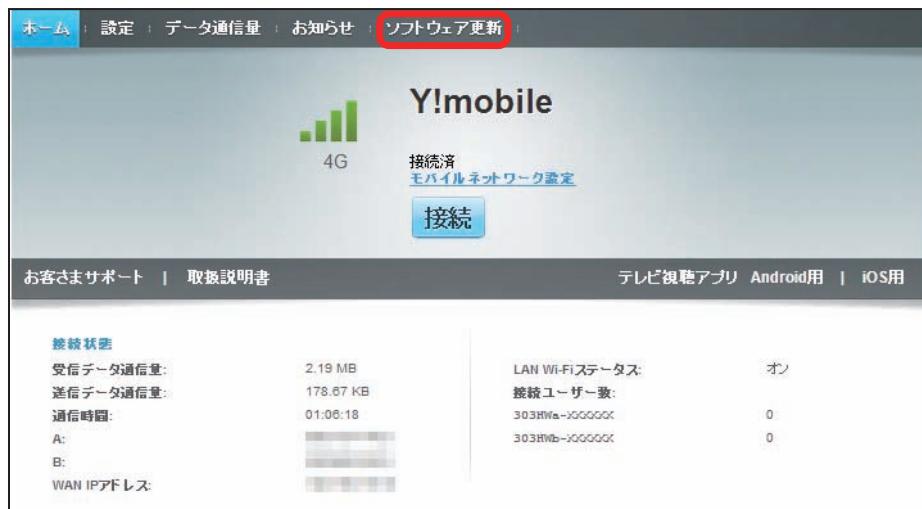 ホーム 設定 データ通信量 お知らせ ソフトウェア更新
Y!mobile
4G
接続済
モバイルネットワーク設定
接続
お客さまサポート | 取扱説明書 テレビ視聴アプリ Android用 | iOS用
接続状態
受信データ通信量: 2.19 MB LAN Wi-Fiステータス: オン
送信データ通信量: 178.67 KB 接続ユーザー数:
通信時間: 01:06:18 303HWa-XXXXXX 0
A: 303HWb-XXXXXX 0
B:
WAN IPアドレス: